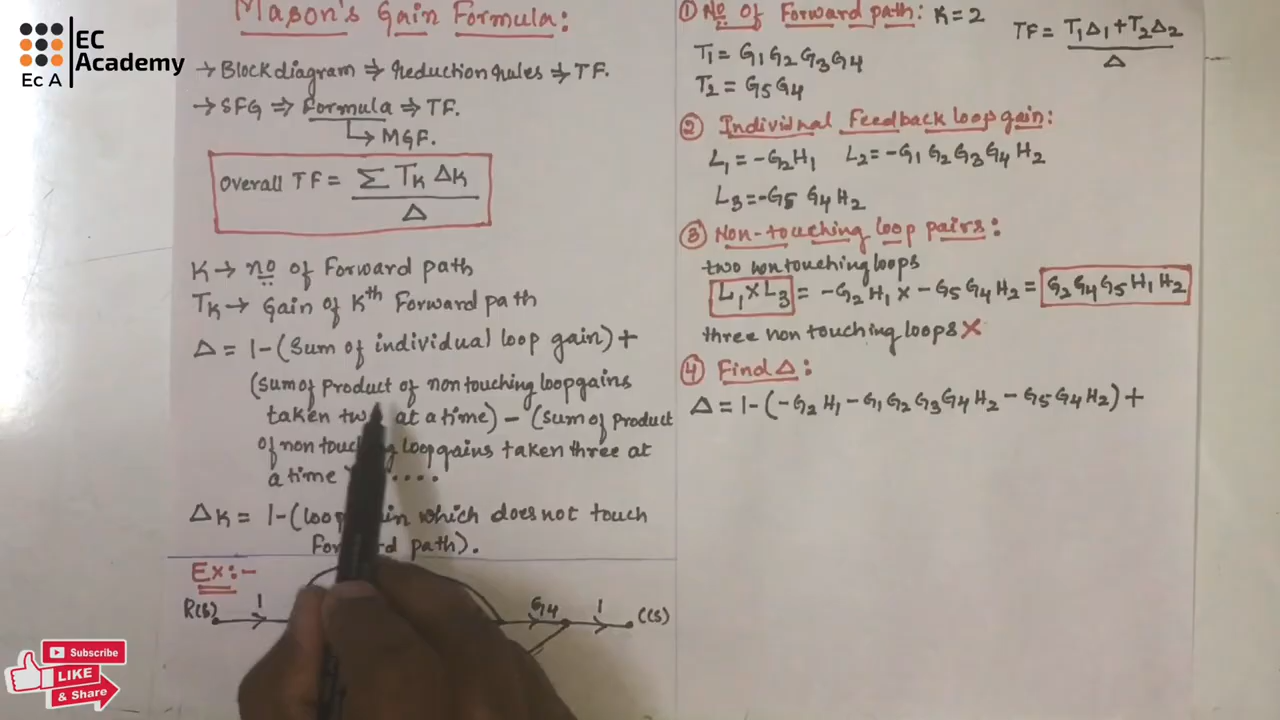 EC
Academy
Ec A
Mason's Gain Formula:
→ Block diagram ⇒ Reduction rules ⇒ TF.
→ SFG ⇒ Formula ⇒ TF.
↳ MGF.
Overall TF = Σ TK ΔK / Δ
K → no of Forward path
TK → Gain of Kth Forward path
Δ = 1-(Sum of individual loop gain) +
(sum of product of non touching loop gains
taken at a time) - (sum of product
of non loop gains taken three at
a time ....
ΔK = 1-(loop which does not touch
path).
Ex:-
R(s) 1 G4 1 C(s)
① No of Forward path: K=2
TF = T1Δ1+T2Δ2 / Δ
T1 = G1G2G3G4
T2 = G5G4
② Individual Feedback loop gain:
L1 = -G2H1 L2=-G1G2G3G4H2
L3=-G5G4H2
③ Non-touching loop pairs:
two non touching loops
L1×L3 = -G2H1 × -G5G4H2 = G2G4G5H1H2
three non touching loops ×
④ Find Δ:
Δ = 1-(-G2H1-G1G2G3G4H2-G5G4H2)+
Subscribe
LIKE
& Share